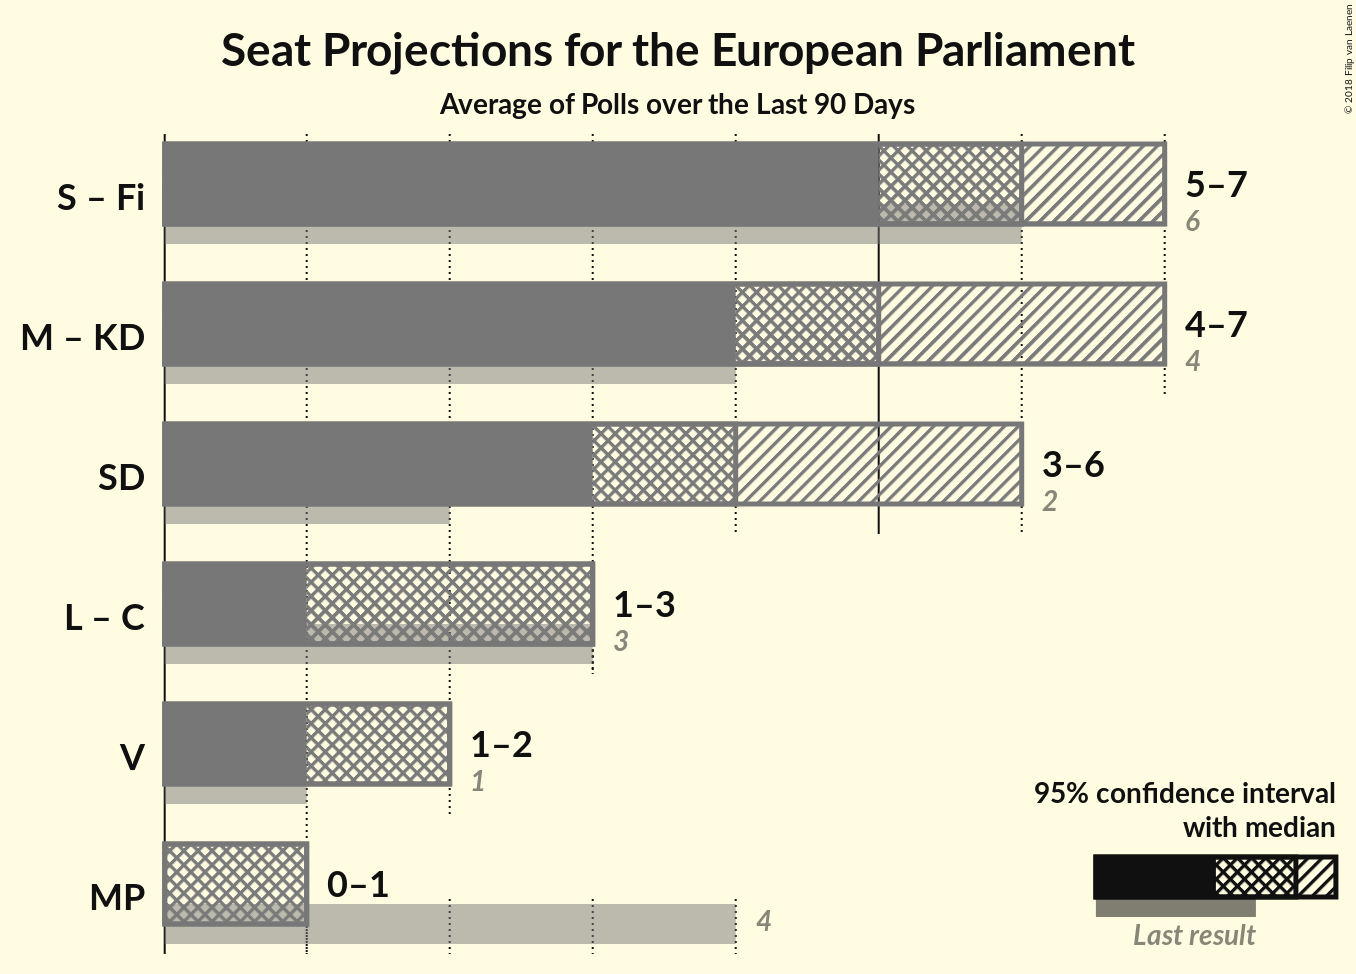 Seat Projections for the European Parliament
Average of Polls over the Last 90 Days
© 2018 Filip van Laenen
S – Fi
5–7
6
M – KD
4–7
4
SD
3–6
2
L – C
1–3
3
V
1–2
1
MP
0–1
4
95% confidence interval
with median
Last result